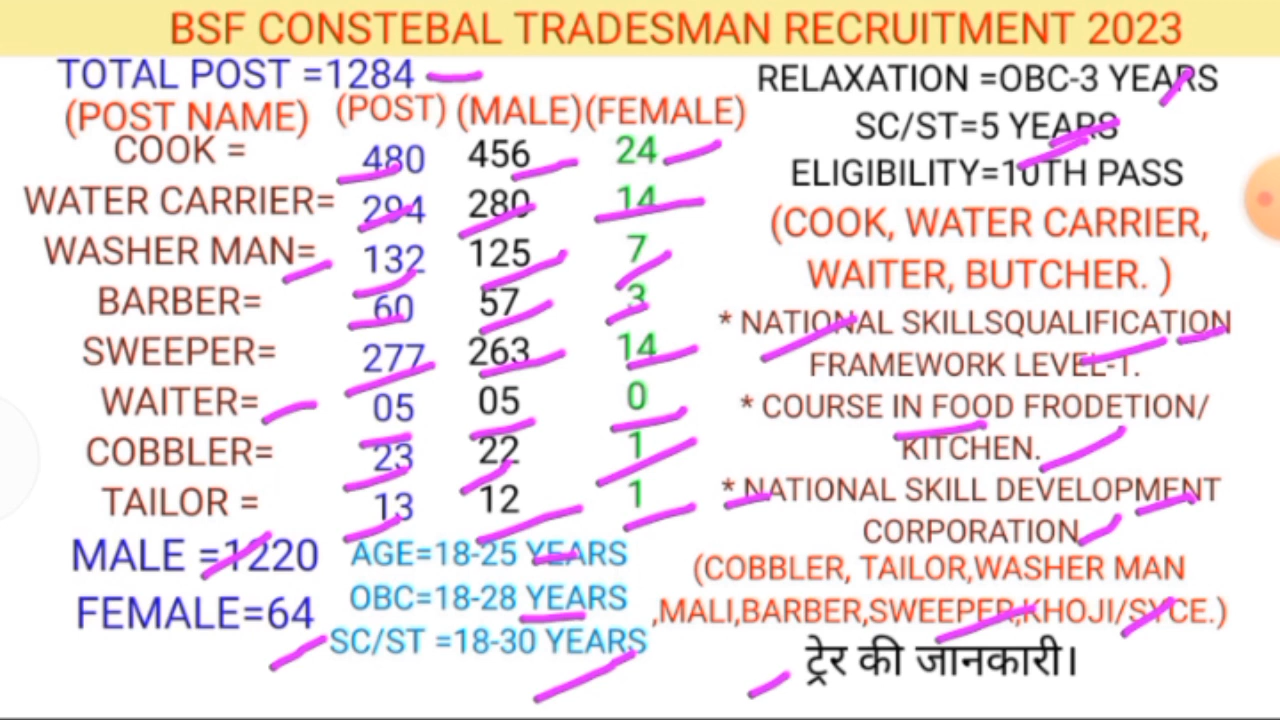 BSF CONSTEBAL TRADESMAN RECRUITMENT 2023
TOTAL POST =1284
(POST NAME) (POST) (MALE) (FEMALE)
COOK = 480 456 24
WATER CARRIER= 294 280 14
WASHER MAN= 132 125 7
BARBER= 60 57 3
SWEEPER= 277 263 14
WAITER= 05 05 0
COBBLER= 23 22 1
TAILOR = 13 12 1
MALE =1220
FEMALE=64
AGE=18-25 YEARS
OBC=18-28 YEARS
SC/ST =18-30 YEARS
RELAXATION =OBC-3 YEARS
SC/ST=5 YEARS
ELIGIBILITY=10TH PASS
(COOK, WATER CARRIER,
WAITER, BUTCHER. )
* NATIONAL SKILLSQUALIFICATION
FRAMEWORK LEVEL-1.
* COURSE IN FOOD FRODETION/
KITCHEN.
* NATIONAL SKILL DEVELOPMENT
CORPORATION
(COBBLER, TAILOR,WASHER MAN
,MALI,BARBER,SWEEPER,KHOJI/SYCE.)
ट्रेर की जानकारी।